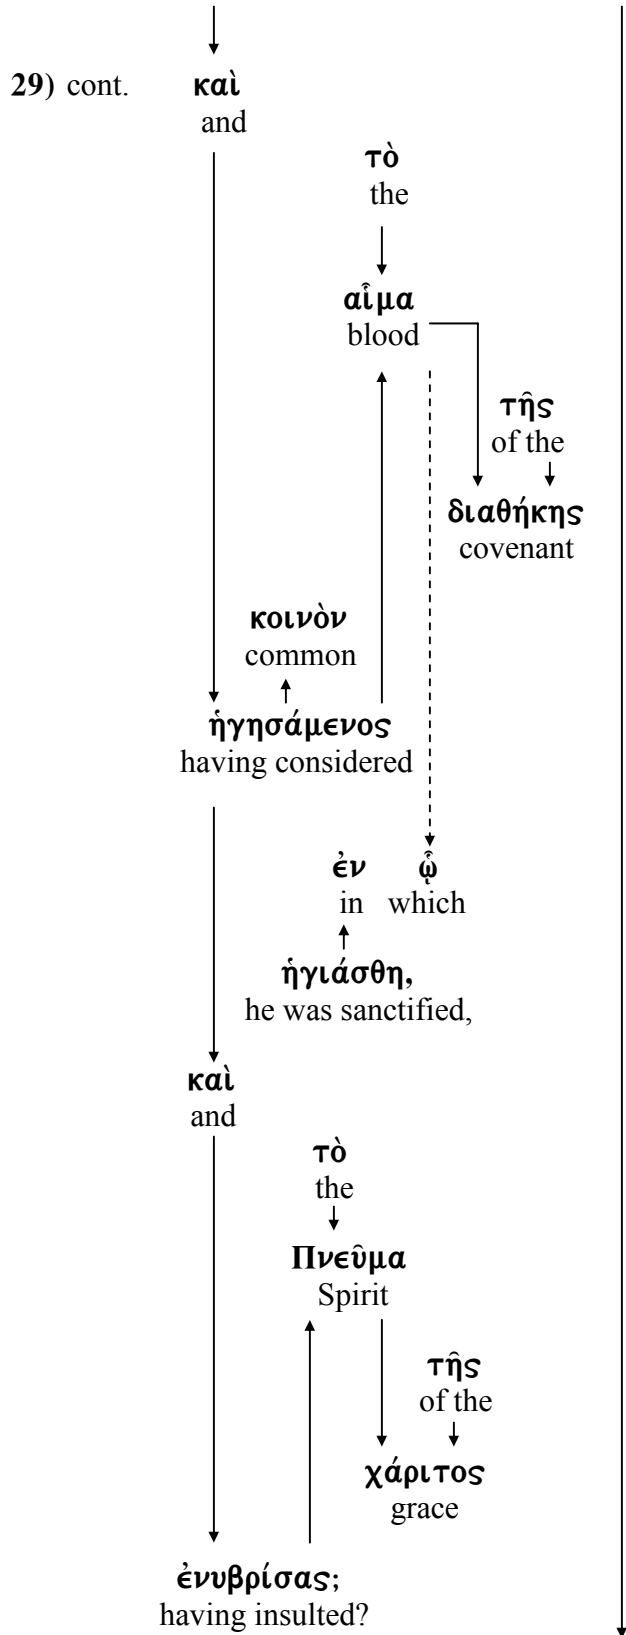 29) cont. καὶ
and
τὸ
the
αἷμα
blood
τῆς
of the
διαθήκης
covenant
κοινὸν
common
ἡγησάμενος
having considered
ἐν ᾧ
in which
ἡγιάσθη,
he was sanctified,
καὶ
and
τὸ
the
Πνεῦμα
Spirit
τῆς
of the
χάριτος
grace
ἐνυβρίσας;
having insulted?